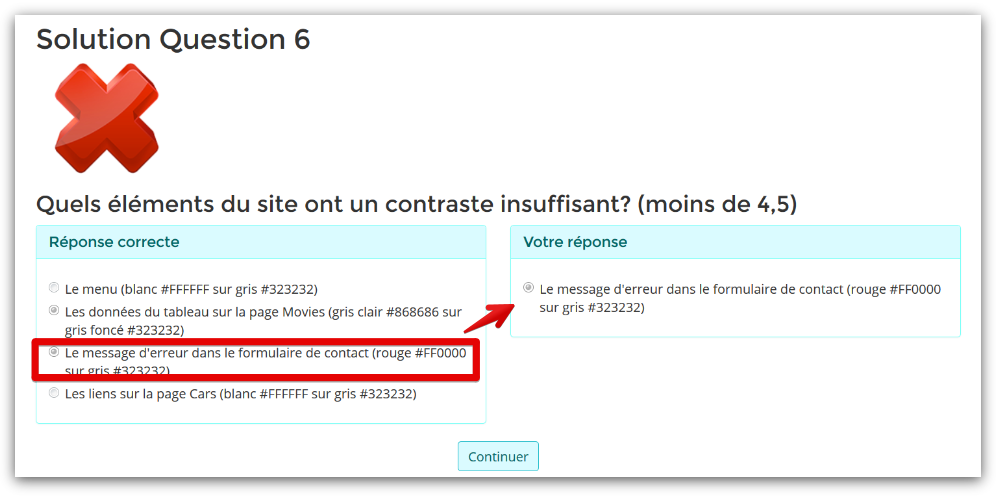 Solution Question 6
Quels éléments du site ont un contraste insuffisant? (moins de 4,5)
Réponse correcte
Le menu (blanc #FFFFFF sur gris #323232)
Les données du tableau sur la page Movies (gris clair #868686 sur
gris foncé #323232)
Le message d'erreur dans le formulaire de contact (rouge #FF0000
sur gris #323232)
Les liens sur la page Cars (blanc #FFFFFF sur gris #323232)
Votre réponse
Le message d'erreur dans le formulaire de contact (rouge #FF0000
sur gris #323232)
Continuer